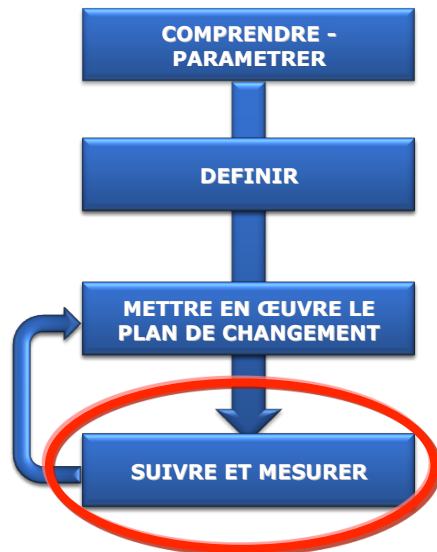 COMPRENDRE -
PARAMETRER
DEFINIR
METTRE EN ŒUVRE LE
PLAN DE CHANGEMENT
SUIVRE ET MESURER